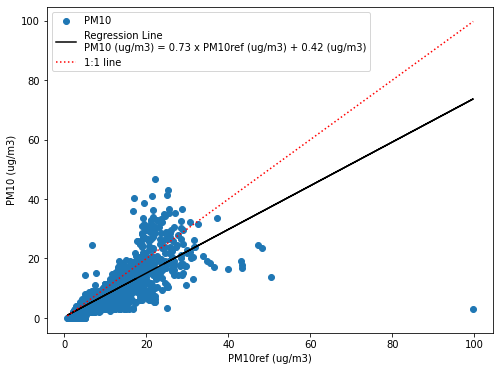 PM10
Regression Line
PM10 (ug/m3) = 0.73 x PM10ref (ug/m3) + 0.42 (ug/m3)
1:1 line
100
80
60
40
20
0
PM10 (ug/m3)
0 20 40 60 80 100
PM10ref (ug/m3)